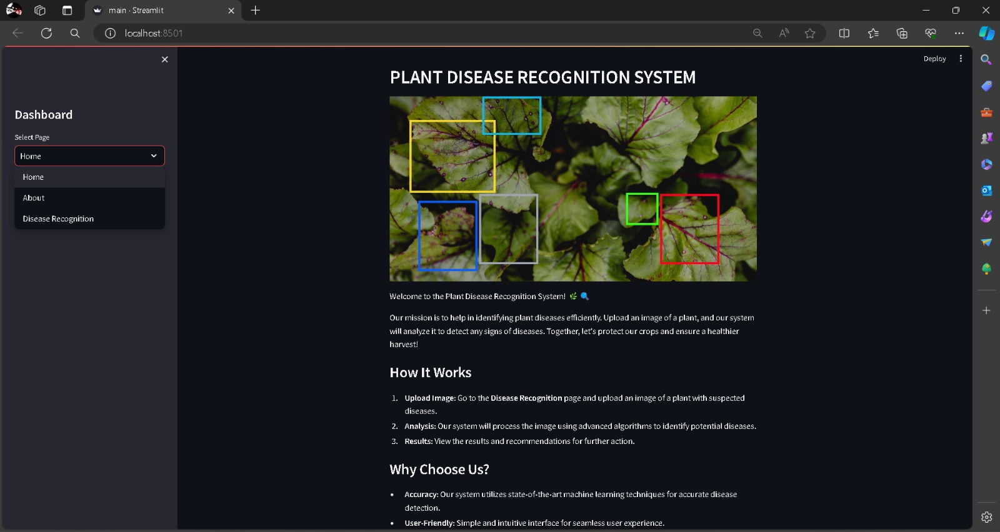 main · Streamlit
localhost:8501
Deploy
Dashboard
Select Page
Home
Home
About
Disease Recognition
PLANT DISEASE RECOGNITION SYSTEM
Welcome to the Plant Disease Recognition System! 🌿 🔍
Our mission is to help in identifying plant diseases efficiently. Upload an image of a plant, and our system
will analyze it to detect any signs of diseases. Together, let's protect our crops and ensure a healthier
harvest!
How It Works
1. Upload Image: Go to the Disease Recognition page and upload an image of a plant with suspected
diseases.
2. Analysis: Our system will process the image using advanced algorithms to identify potential diseases.
3. Results: View the results and recommendations for further action.
Why Choose Us?
• Accuracy: Our system utilizes state-of-the-art machine learning techniques for accurate disease
detection.
• User-Friendly: Simple and intuitive interface for seamless user experience.